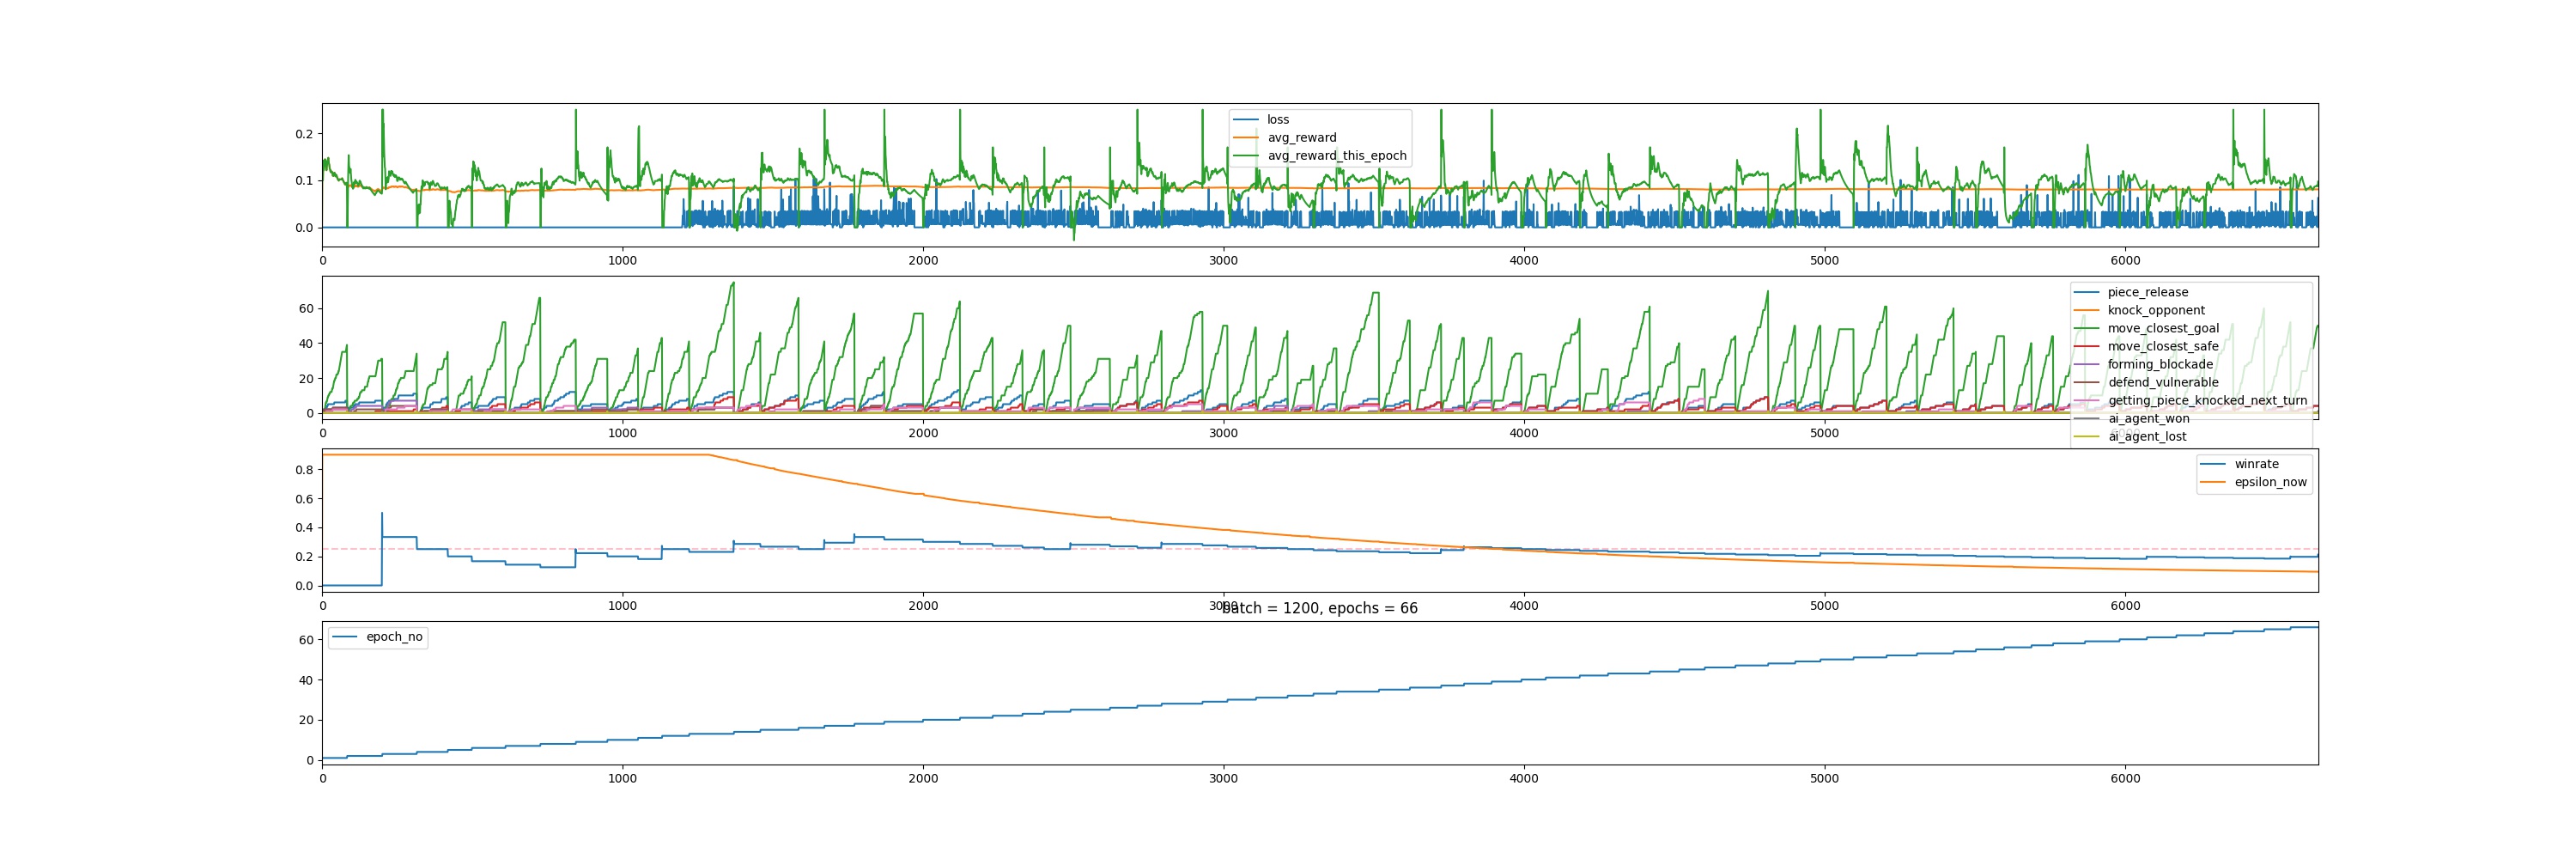 loss
avg_reward
avg_reward_this_epoch
0.2
0.1
0.0
0 1000 2000 3000 4000 5000 6000
piece_release
knock_opponent
move_closest_goal
move_closest_safe
forming_blockade
defend_vulnerable
getting_piece_knocked_next_turn
ai_agent_won
ai_agent_lost
60
40
20
0
0 1000 2000 3000 4000 5000 6000
winrate
epsilon_now
0.8
0.6
0.4
0.2
0.0
0 1000 2000 3000 4000 5000 6000
batch = 1200, epochs = 66
epoch_no
60
40
20
0
0 1000 2000 3000 4000 5000 6000